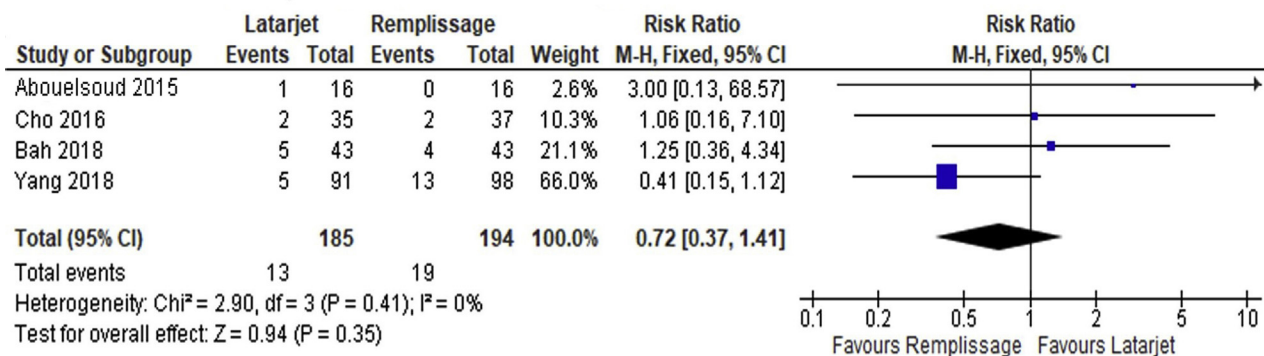 Latarjet Remplissage Risk Ratio Risk Ratio
Study or Subgroup Events Total Events Total Weight M-H, Fixed, 95% CI M-H, Fixed, 95% CI
Abouelsoud 2015 1 16 0 16 2.6% 3.00 [0.13, 68.57]
Cho 2016 2 35 2 37 10.3% 1.06 [0.16, 7.10]
Bah 2018 5 43 4 43 21.1% 1.25 [0.36, 4.34]
Yang 2018 5 91 13 98 66.0% 0.41 [0.15, 1.12]
Total (95% CI) 185 194 100.0% 0.72 [0.37, 1.41]
Total events 13 19
Heterogeneity: Chi² = 2.90, df = 3 (P = 0.41); I² = 0%
Test for overall effect: Z = 0.94 (P = 0.35)
0.1 0.2 0.5 1 2 5 10
Favours Remplissage Favours Latarjet